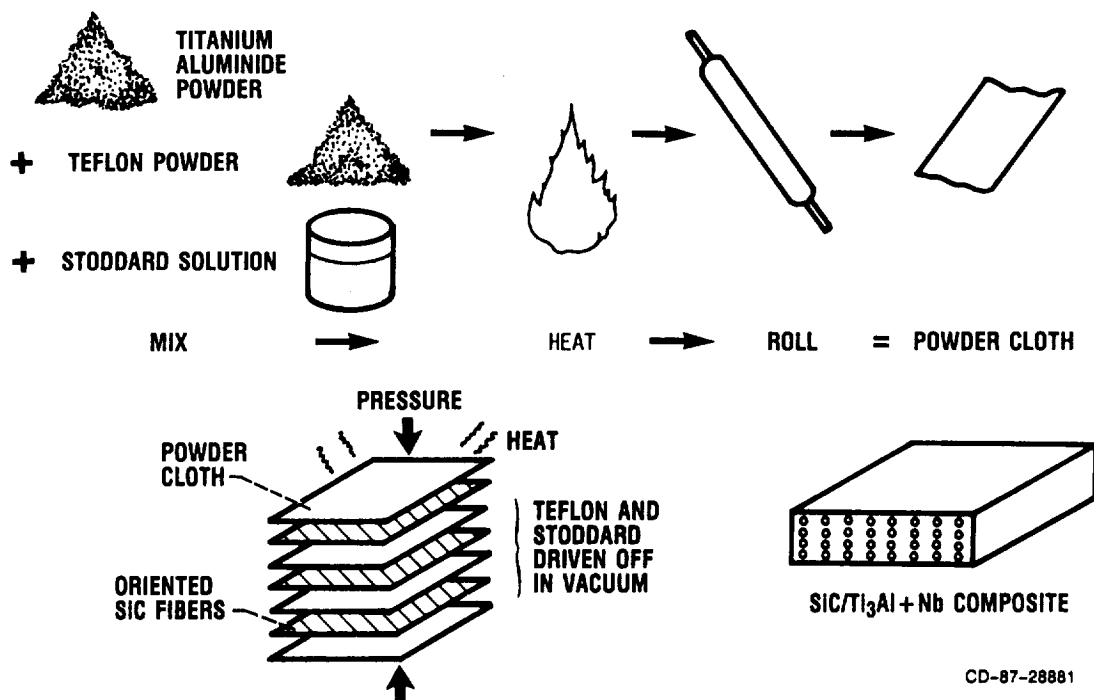 TITANIUM
ALUMINIDE
POWDER
+ TEFLON POWDER
+ STODDARD SOLUTION
MIX HEAT ROLL = POWDER CLOTH
PRESSURE
HEAT
POWDER
CLOTH
TEFLON AND
STODDARD
DRIVEN OFF
IN VACUUM
ORIENTED
SIC FIBERS
SiC/Ti₃Al + Nb COMPOSITE
CD-87-28881